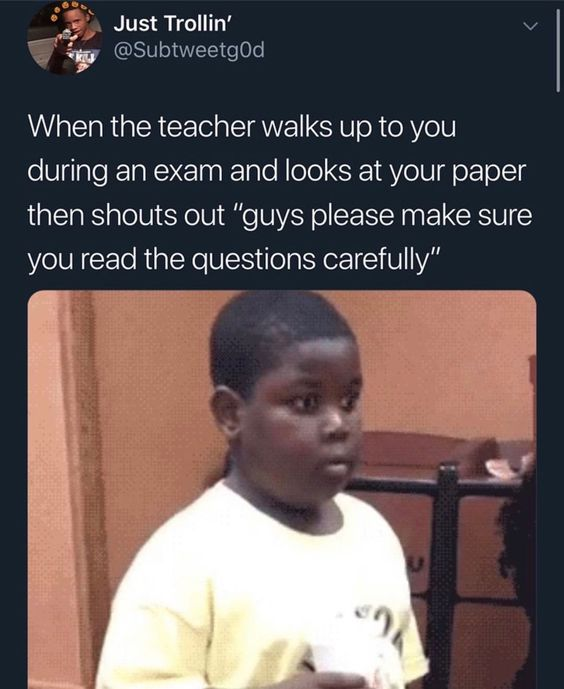 Just Trollin'
@Subtweetg0d
When the teacher walks up to you
during an exam and looks at your paper
then shouts out "guys please make sure
you read the questions carefully"